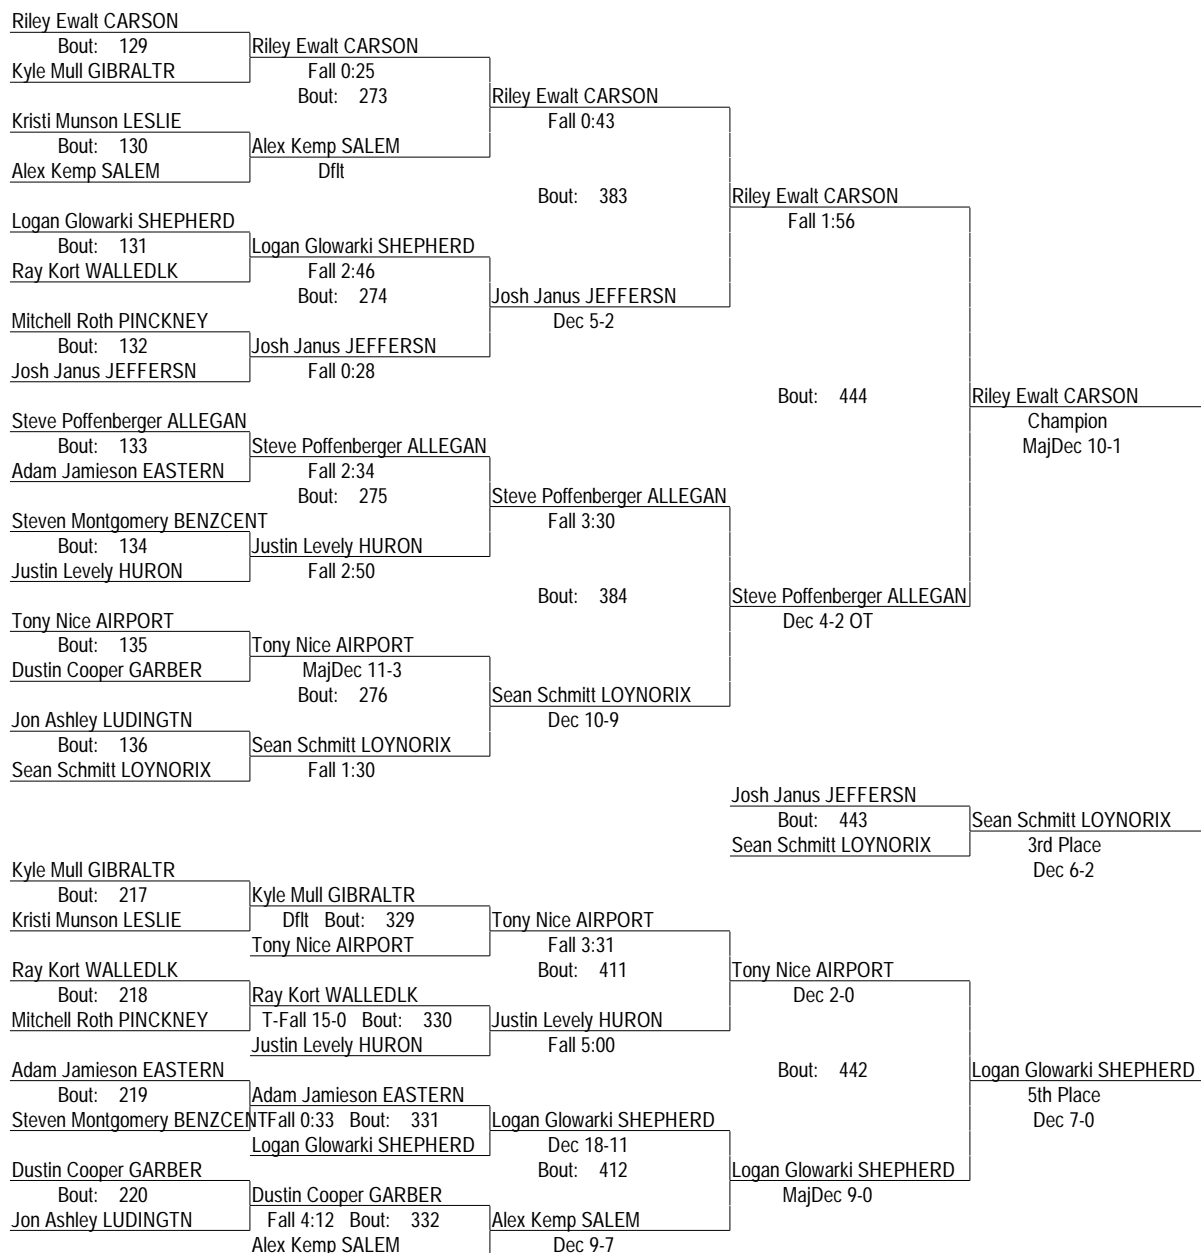 Riley Ewalt CARSON
Bout: 129 Riley Ewalt CARSON
Kyle Mull GIBRALTR Fall 0:25
Bout: 273 Riley Ewalt CARSON
Kristi Munson LESLIE Fall 0:43
Bout: 130 Alex Kemp SALEM
Alex Kemp SALEM Dflt
Bout: 383 Riley Ewalt CARSON
Logan Glowarki SHEPHERD Fall 1:56
Bout: 131 Logan Glowarki SHEPHERD
Ray Kort WALLEDLK Fall 2:46
Bout: 274 Josh Janus JEFFERSN
Mitchell Roth PINCKNEY Dec 5-2
Bout: 132 Josh Janus JEFFERSN
Josh Janus JEFFERSN Fall 0:28
Bout: 444 Riley Ewalt CARSON
Steve Poffenberger ALLEGAN Champion
Bout: 133 Steve Poffenberger ALLEGAN MajDec 10-1
Adam Jamieson EASTERN Fall 2:34
Bout: 275 Steve Poffenberger ALLEGAN
Steven Montgomery BENZCENT Fall 3:30
Bout: 134 Justin Levely HURON
Justin Levely HURON Fall 2:50
Bout: 384 Steve Poffenberger ALLEGAN
Tony Nice AIRPORT Dec 4-2 OT
Bout: 135 Tony Nice AIRPORT
Dustin Cooper GARBER MajDec 11-3
Bout: 276 Sean Schmitt LOYNORIX
Jon Ashley LUDINGTN Dec 10-9
Bout: 136 Sean Schmitt LOYNORIX
Sean Schmitt LOYNORIX Fall 1:30
Josh Janus JEFFERSN
Bout: 443 Sean Schmitt LOYNORIX
Sean Schmitt LOYNORIX 3rd Place
Kyle Mull GIBRALTR Dec 6-2
Bout: 217 Kyle Mull GIBRALTR
Kristi Munson LESLIE Dflt Bout: 329 Tony Nice AIRPORT
Tony Nice AIRPORT Fall 3:31
Ray Kort WALLEDLK Bout: 411 Tony Nice AIRPORT
Bout: 218 Ray Kort WALLEDLK Dec 2-0
Mitchell Roth PINCKNEY T-Fall 15-0 Bout: 330 Justin Levely HURON
Justin Levely HURON Fall 5:00
Adam Jamieson EASTERN Bout: 442 Logan Glowarki SHEPHERD
Bout: 219 Adam Jamieson EASTERN 5th Place
Steven Montgomery BENZCENT Fall 0:33 Bout: 331 Logan Glowarki SHEPHERD Dec 7-0
Logan Glowarki SHEPHERD Dec 18-11
Dustin Cooper GARBER Bout: 412 Logan Glowarki SHEPHERD
Bout: 220 Dustin Cooper GARBER MajDec 9-0
Jon Ashley LUDINGTN Fall 4:12 Bout: 332 Alex Kemp SALEM
Alex Kemp SALEM Dec 9-7